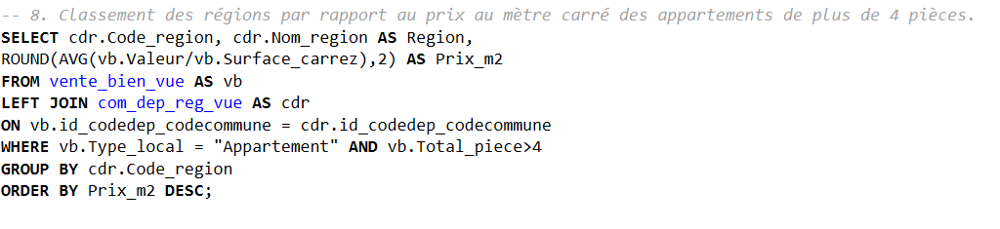 -- 8. Classement des régions par rapport au prix au mètre carré des appartements de plus de 4 pièces.
SELECT cdr.Code_region, cdr.Nom_region AS Region,
ROUND(AVG(vb.Valeur/vb.Surface_carrez),2) AS Prix_m2
FROM vente_bien_vue AS vb
LEFT JOIN com_dep_reg_vue AS cdr
ON vb.id_codedep_codecommune = cdr.id_codedep_codecommune
WHERE vb.Type_local = "Appartement" AND vb.Total_piece>4
GROUP BY cdr.Code_region
ORDER BY Prix_m2 DESC;